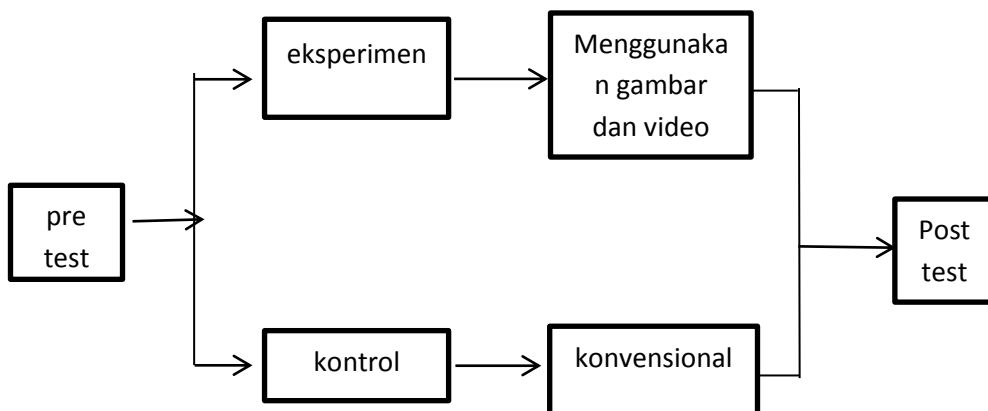 pre
test
eksperimen
Menggunaka
n gambar
dan video
kontrol
konvensional
Post
test